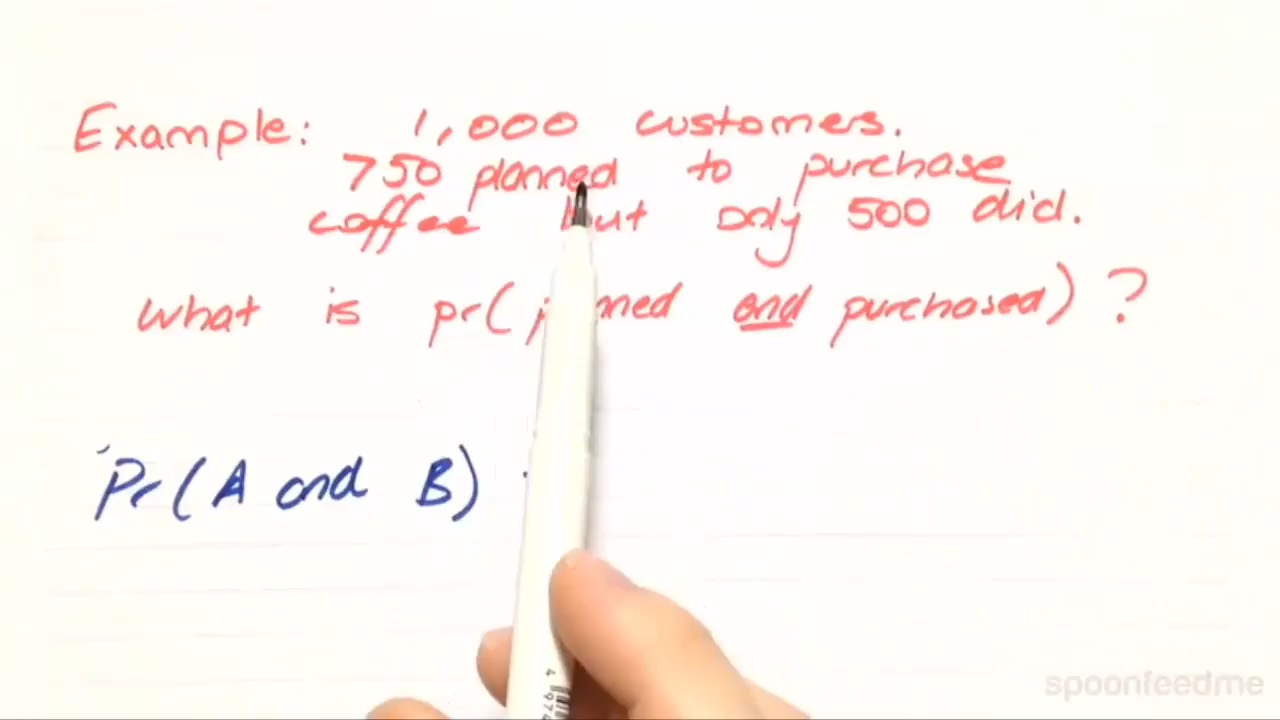 Example: 1,000 customers.
750 planned to purchase
coffee but only 500 did.
What is pr( planned and purchased) ?
Pr(A and B)
spoonfeedme